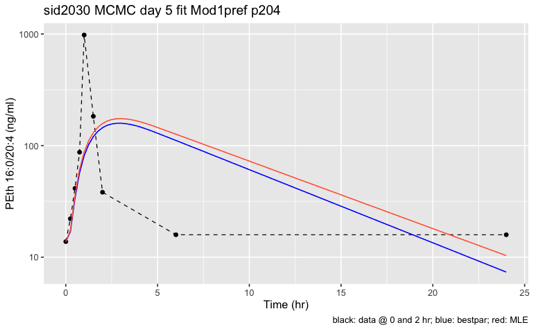 sid2030 MCMC day 5 fit Mod1pref p204
PEth 16:0/20:4 (ng/ml)
1000
100
10
0
5
10
15
20
25
Time (hr)
black: data @ 0 and 2 hr; blue: bestpar; red: MLE